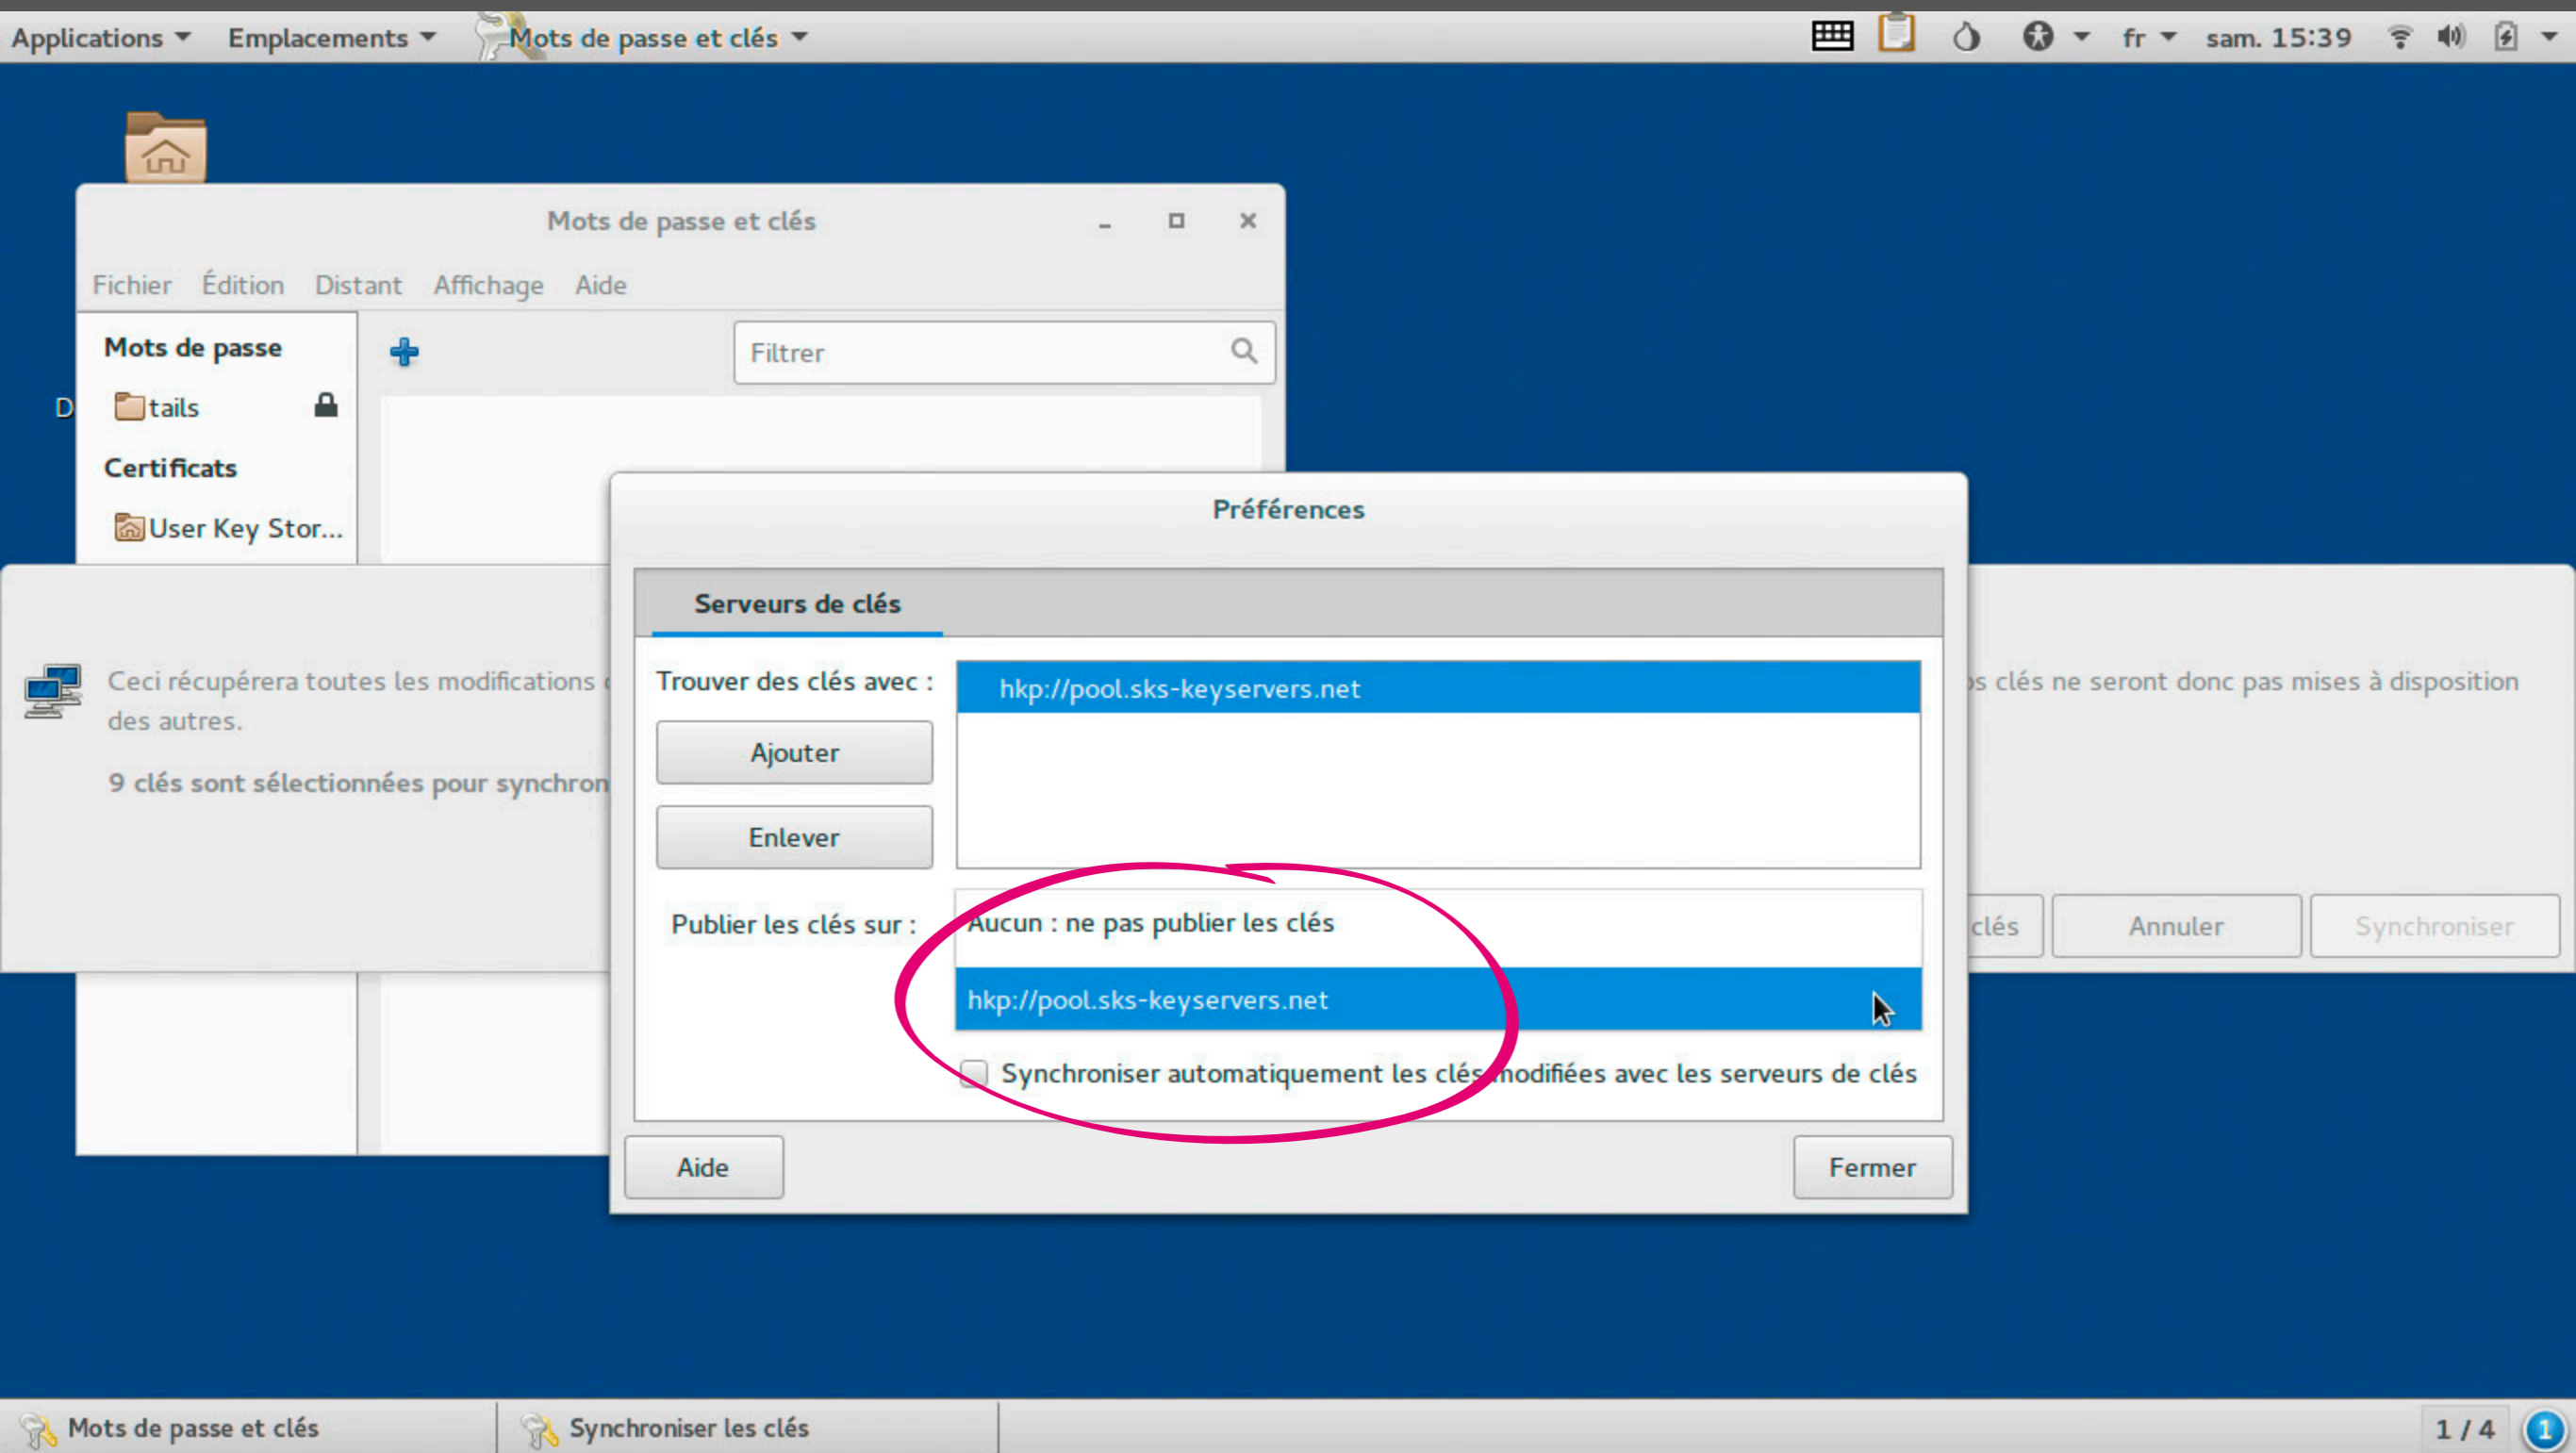 Applications Emplacements Mots de passe et clés fr sam. 15:39
Mots de passe et clés
Fichier Édition Distant Affichage Aide
Mots de passe
Filtrer
D
tails
Certificats
User Key Stor...
Préférences
Serveurs de clés
Ceci récupérera toutes les modifications
des autres.
9 clés sont sélectionnées pour synchron
Trouver des clés avec :
hkp://pool.sks-keyservers.net
Ajouter
Enlever
Publier les clés sur :
Aucun : ne pas publier les clés
hkp://pool.sks-keyservers.net
Synchroniser automatiquement les clés modifiées avec les serveurs de clés
Aide
Fermer
s clés ne seront donc pas mises à disposition
clés
Annuler
Synchroniser
Mots de passe et clés
Synchroniser les clés
1 / 4
1